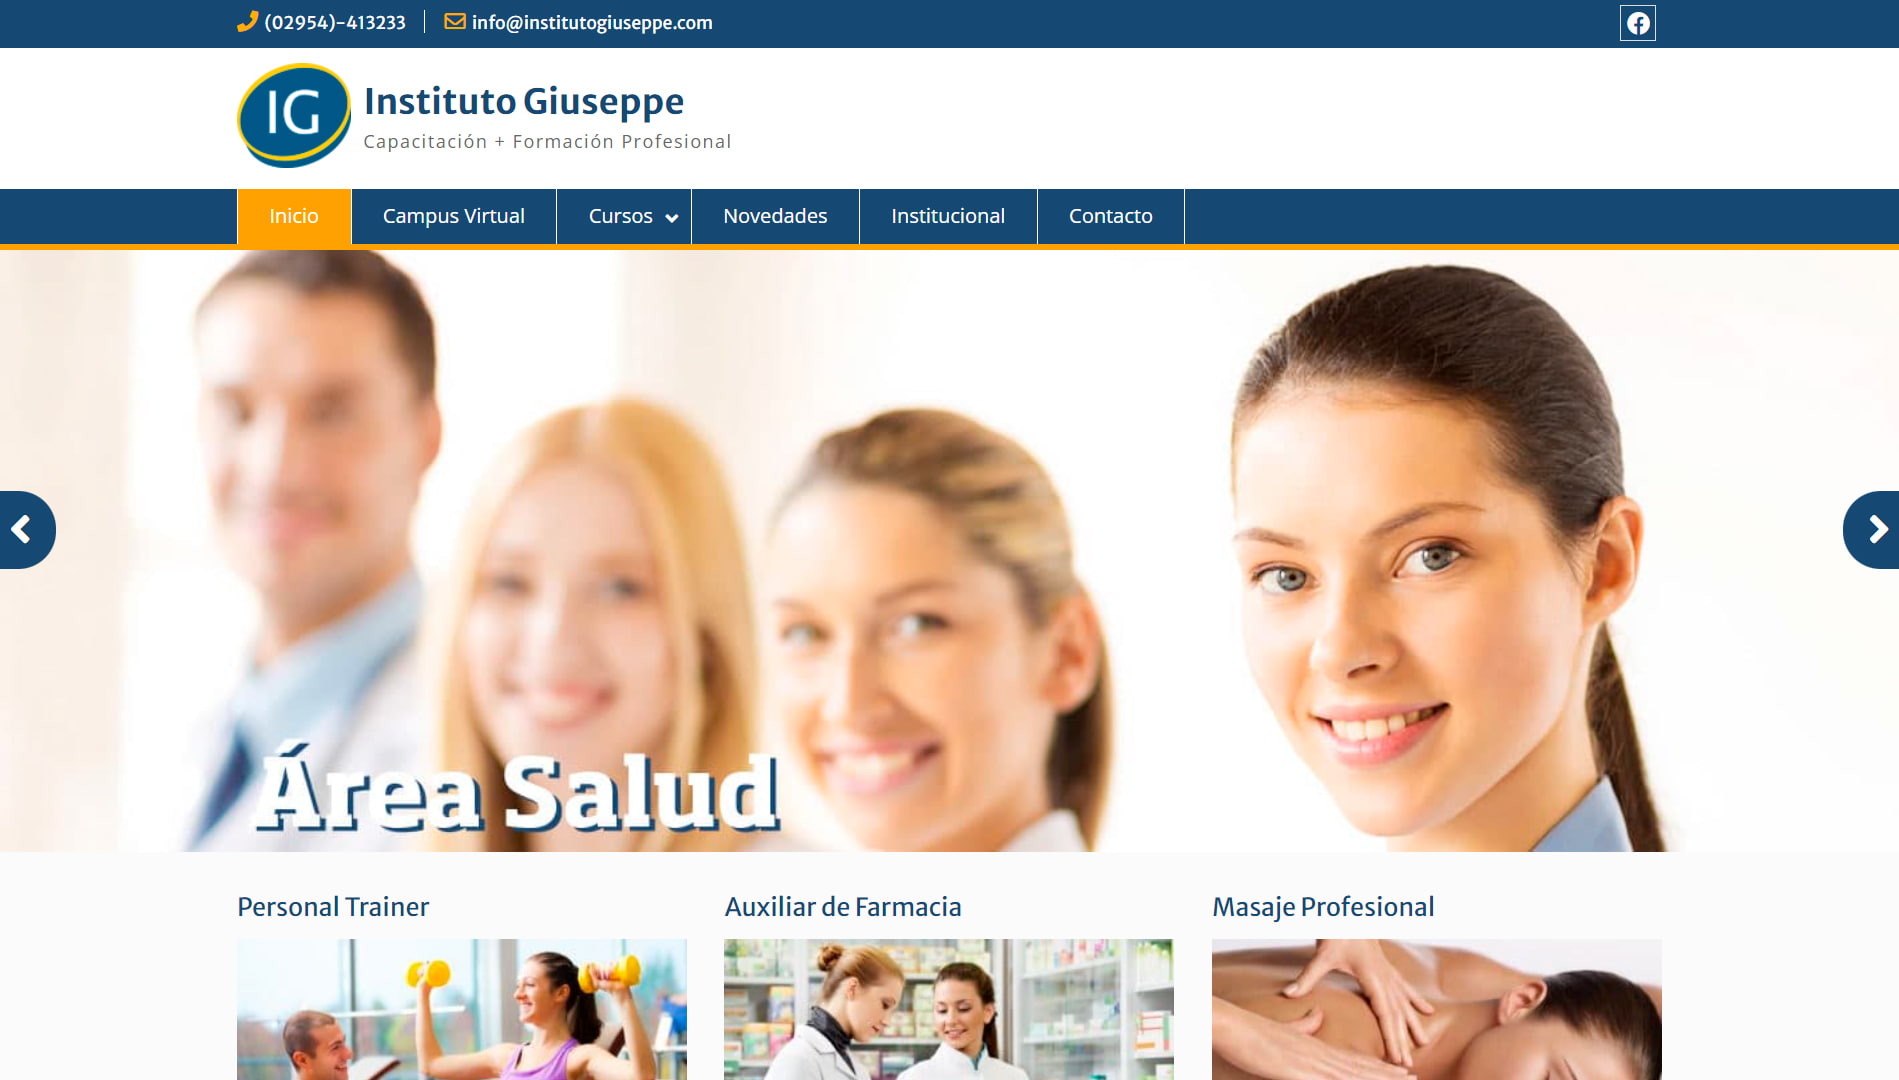 (02954)-413233
info@institutogiuseppe.com
IG
Instituto Giuseppe
Capacitación + Formación Profesional
Inicio
Campus Virtual
Cursos
Novedades
Institucional
Contacto
Área Salud
Personal Trainer
Auxiliar de Farmacia
Masaje Profesional